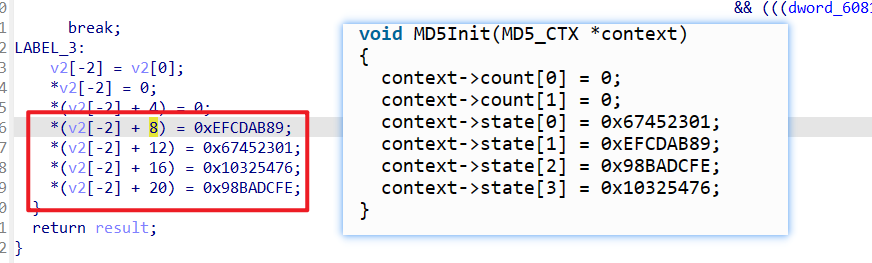 && (((dword_6081
break;
LABEL_3:
v2[-2] = v2[0];
*v2[-2] = 0;
*(v2[-2] + 4) = 0;
*(v2[-2] + 8) = 0xEFCDAB89;
*(v2[-2] + 12) = 0x67452301;
*(v2[-2] + 16) = 0x10325476;
*(v2[-2] + 20) = 0x98BADCFE;
}
return result;
}
void MD5Init(MD5_CTX *context)
{
context->count[0] = 0;
context->count[1] = 0;
context->state[0] = 0x67452301;
context->state[1] = 0xEFCDAB89;
context->state[2] = 0x98BADCFE;
context->state[3] = 0x10325476;
}